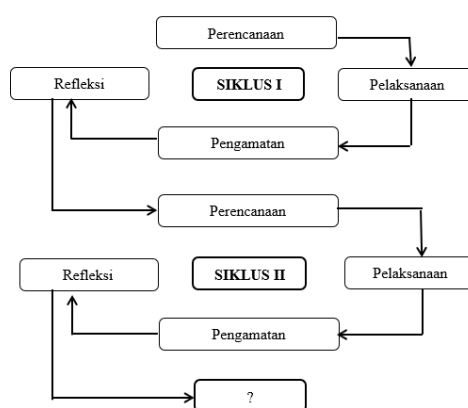 Perencanaan
Refleksi
SIKLUS I
Pelaksanaan
Pengamatan
Perencanaan
Refleksi
SIKLUS II
Pelaksanaan
Pengamatan
?